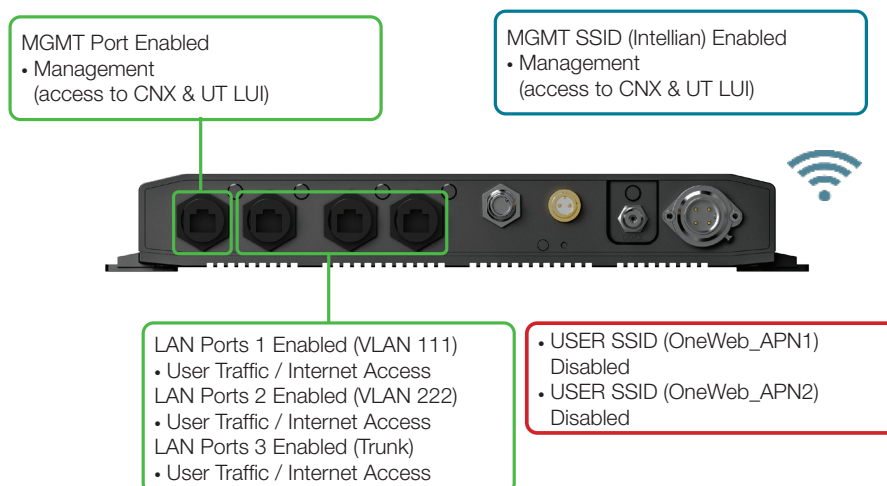 MGMT Port Enabled
• Management
(access to CNX & UT LUI)
MGMT SSID (Intellian) Enabled
• Management
(access to CNX & UT LUI)
LAN Ports 1 Enabled (VLAN 111)
• User Traffic / Internet Access
LAN Ports 2 Enabled (VLAN 222)
• User Traffic / Internet Access
LAN Ports 3 Enabled (Trunk)
• User Traffic / Internet Access
• USER SSID (OneWeb_APN1)
Disabled
• USER SSID (OneWeb_APN2)
Disabled